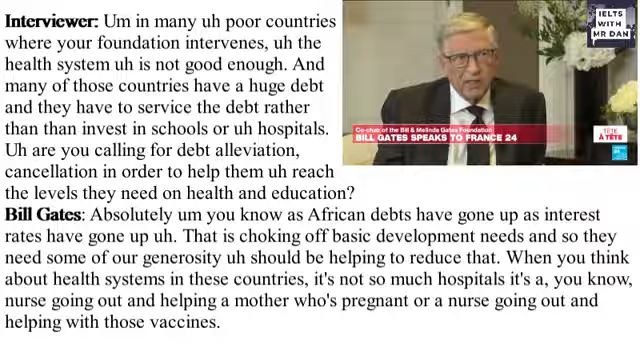 Interviewer: Um in many uh poor countries
where your foundation intervenes, uh the
health system uh is not good enough. And
many of those countries have a huge debt
and they have to service the debt rather
than than invest in schools or uh hospitals.
Uh are you calling for debt alleviation,
cancellation in order to help them uh reach
the levels they need on health and education?
IELTS
WITH
MR DAN
Co-chair of the Bill & Melinda Gates Foundation
BILL GATES SPEAKS TO FRANCE 24
TÊTE
À TÊTE
Bill Gates: Absolutely um you know as African debts have gone up as interest
rates have gone up uh. That is choking off basic development needs and so they
need some of our generosity uh should be helping to reduce that. When you think
about health systems in these countries, it's not so much hospitals it's a, you know,
nurse going out and helping a mother who's pregnant or a nurse going out and
helping with those vaccines.